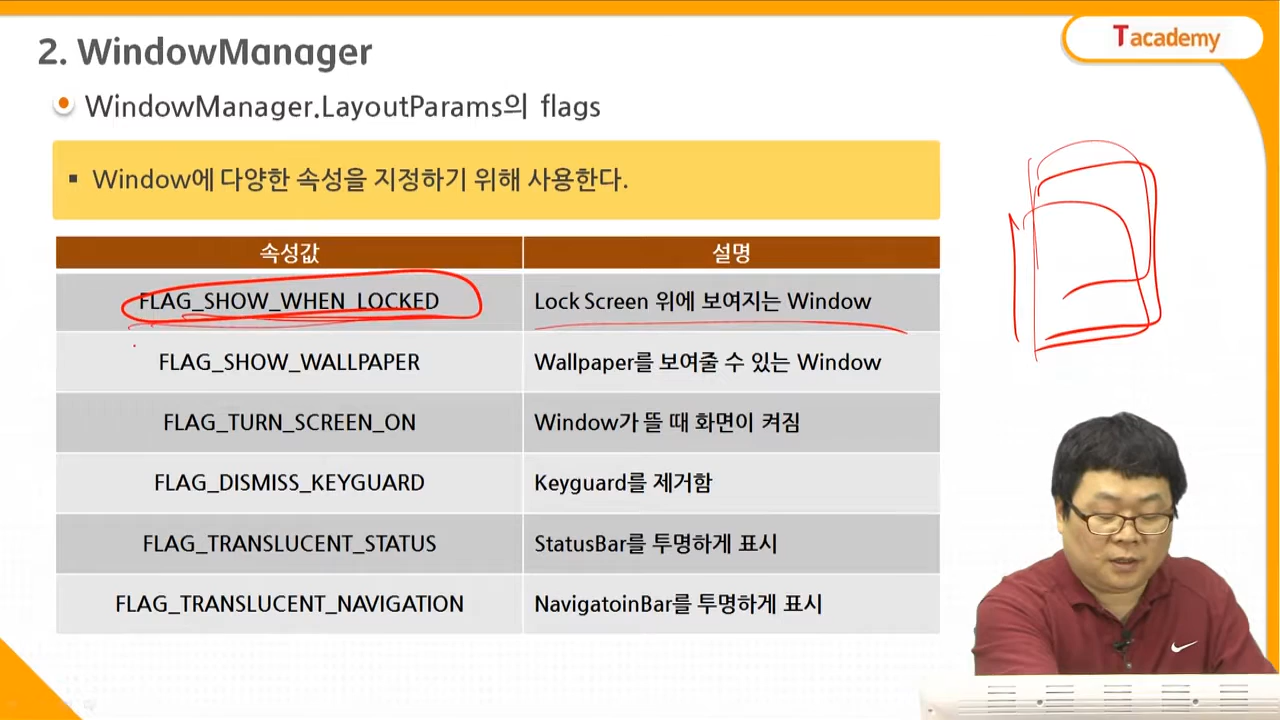 2. WindowManager
Tacademy
WindowManager.LayoutParams의 flags
Window에 다양한 속성을 지정하기 위해 사용한다.
속성값 설명
FLAG_SHOW_WHEN_LOCKED Lock Screen 위에 보여지는 Window
FLAG_SHOW_WALLPAPER Wallpaper를 보여줄 수 있는 Window
FLAG_TURN_SCREEN_ON Window가 뜰 때 화면이 켜짐
FLAG_DISMISS_KEYGUARD Keyguard를 제거함
FLAG_TRANSLUCENT_STATUS StatusBar를 투명하게 표시
FLAG_TRANSLUCENT_NAVIGATION NavigatoinBar를 투명하게 표시